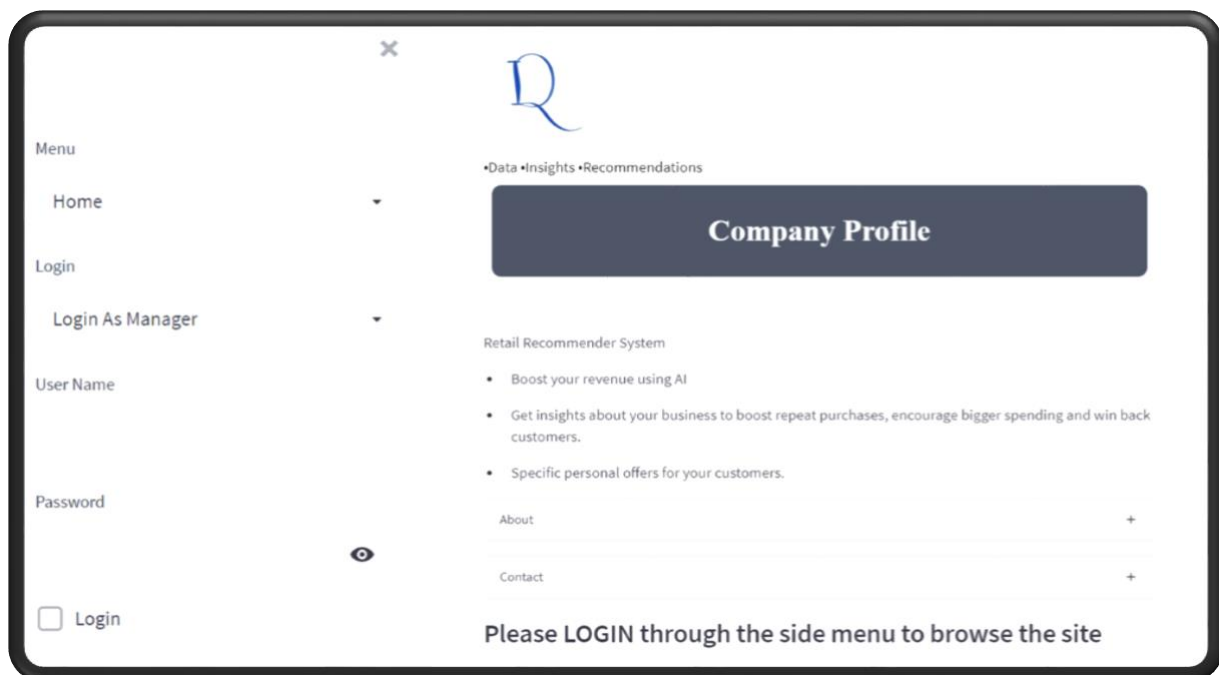 Menu
Home
Login
Login As Manager
User Name
Password
Login
•Data •Insights •Recommendations
Company Profile
Retail Recommender System
• Boost your revenue using AI
• Get insights about your business to boost repeat purchases, encourage bigger spending and win back
customers.
• Specific personal offers for your customers.
About +
Contact +
Please LOGIN through the side menu to browse the site